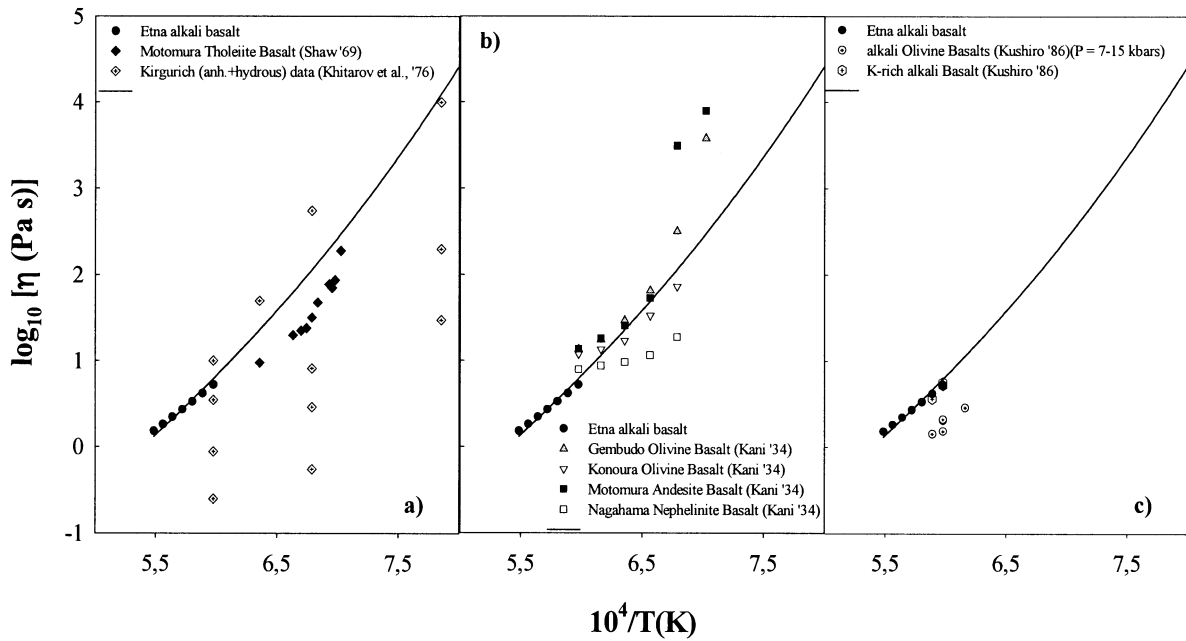 5
4
3
2
1
0
-1
log10 [η (Pa s)]
Etna alkali basalt
Motomura Tholeiite Basalt (Shaw '69)
Kirgurich (anh.+hydrous) data (Khitarov et al., '76)
a)
5,5 6,5 7,5
b)
Etna alkali basalt
Gembudo Olivine Basalt (Kani '34)
Konoura Olivine Basalt (Kani '34)
Motomura Andesite Basalt (Kani '34)
Nagahama Nephelinite Basalt (Kani '34)
5,5 6,5 7,5
Etna alkali basalt
alkali Olivine Basalts (Kushiro '86)(P = 7-15 kbars)
K-rich alkali Basalt (Kushiro '86)
c)
5,5 6,5 7,5
10^4/T(K)